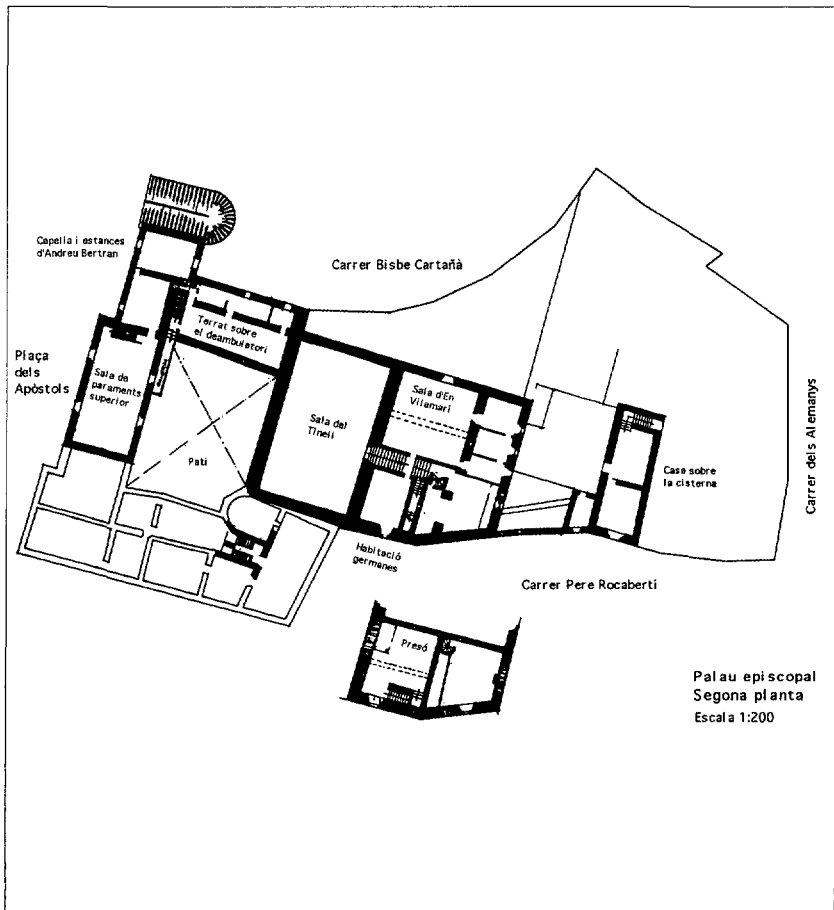 Capella i estances
d'Andreu Bertran
Carrer Bisbe Cartañà
Terrat sobre
el deambulatori
Plaça
dels
Apòstols
Sala de
paraments
superior
Sala d'En
Vilamarí
Sala del
Tinell
Pati
Casa sobre
la cisterna
Carrer dels Alemanys
Habitació
germanes
Carrer Pere Rocabertí
Presó
Palau episcopal
Segona planta
Escala 1:200